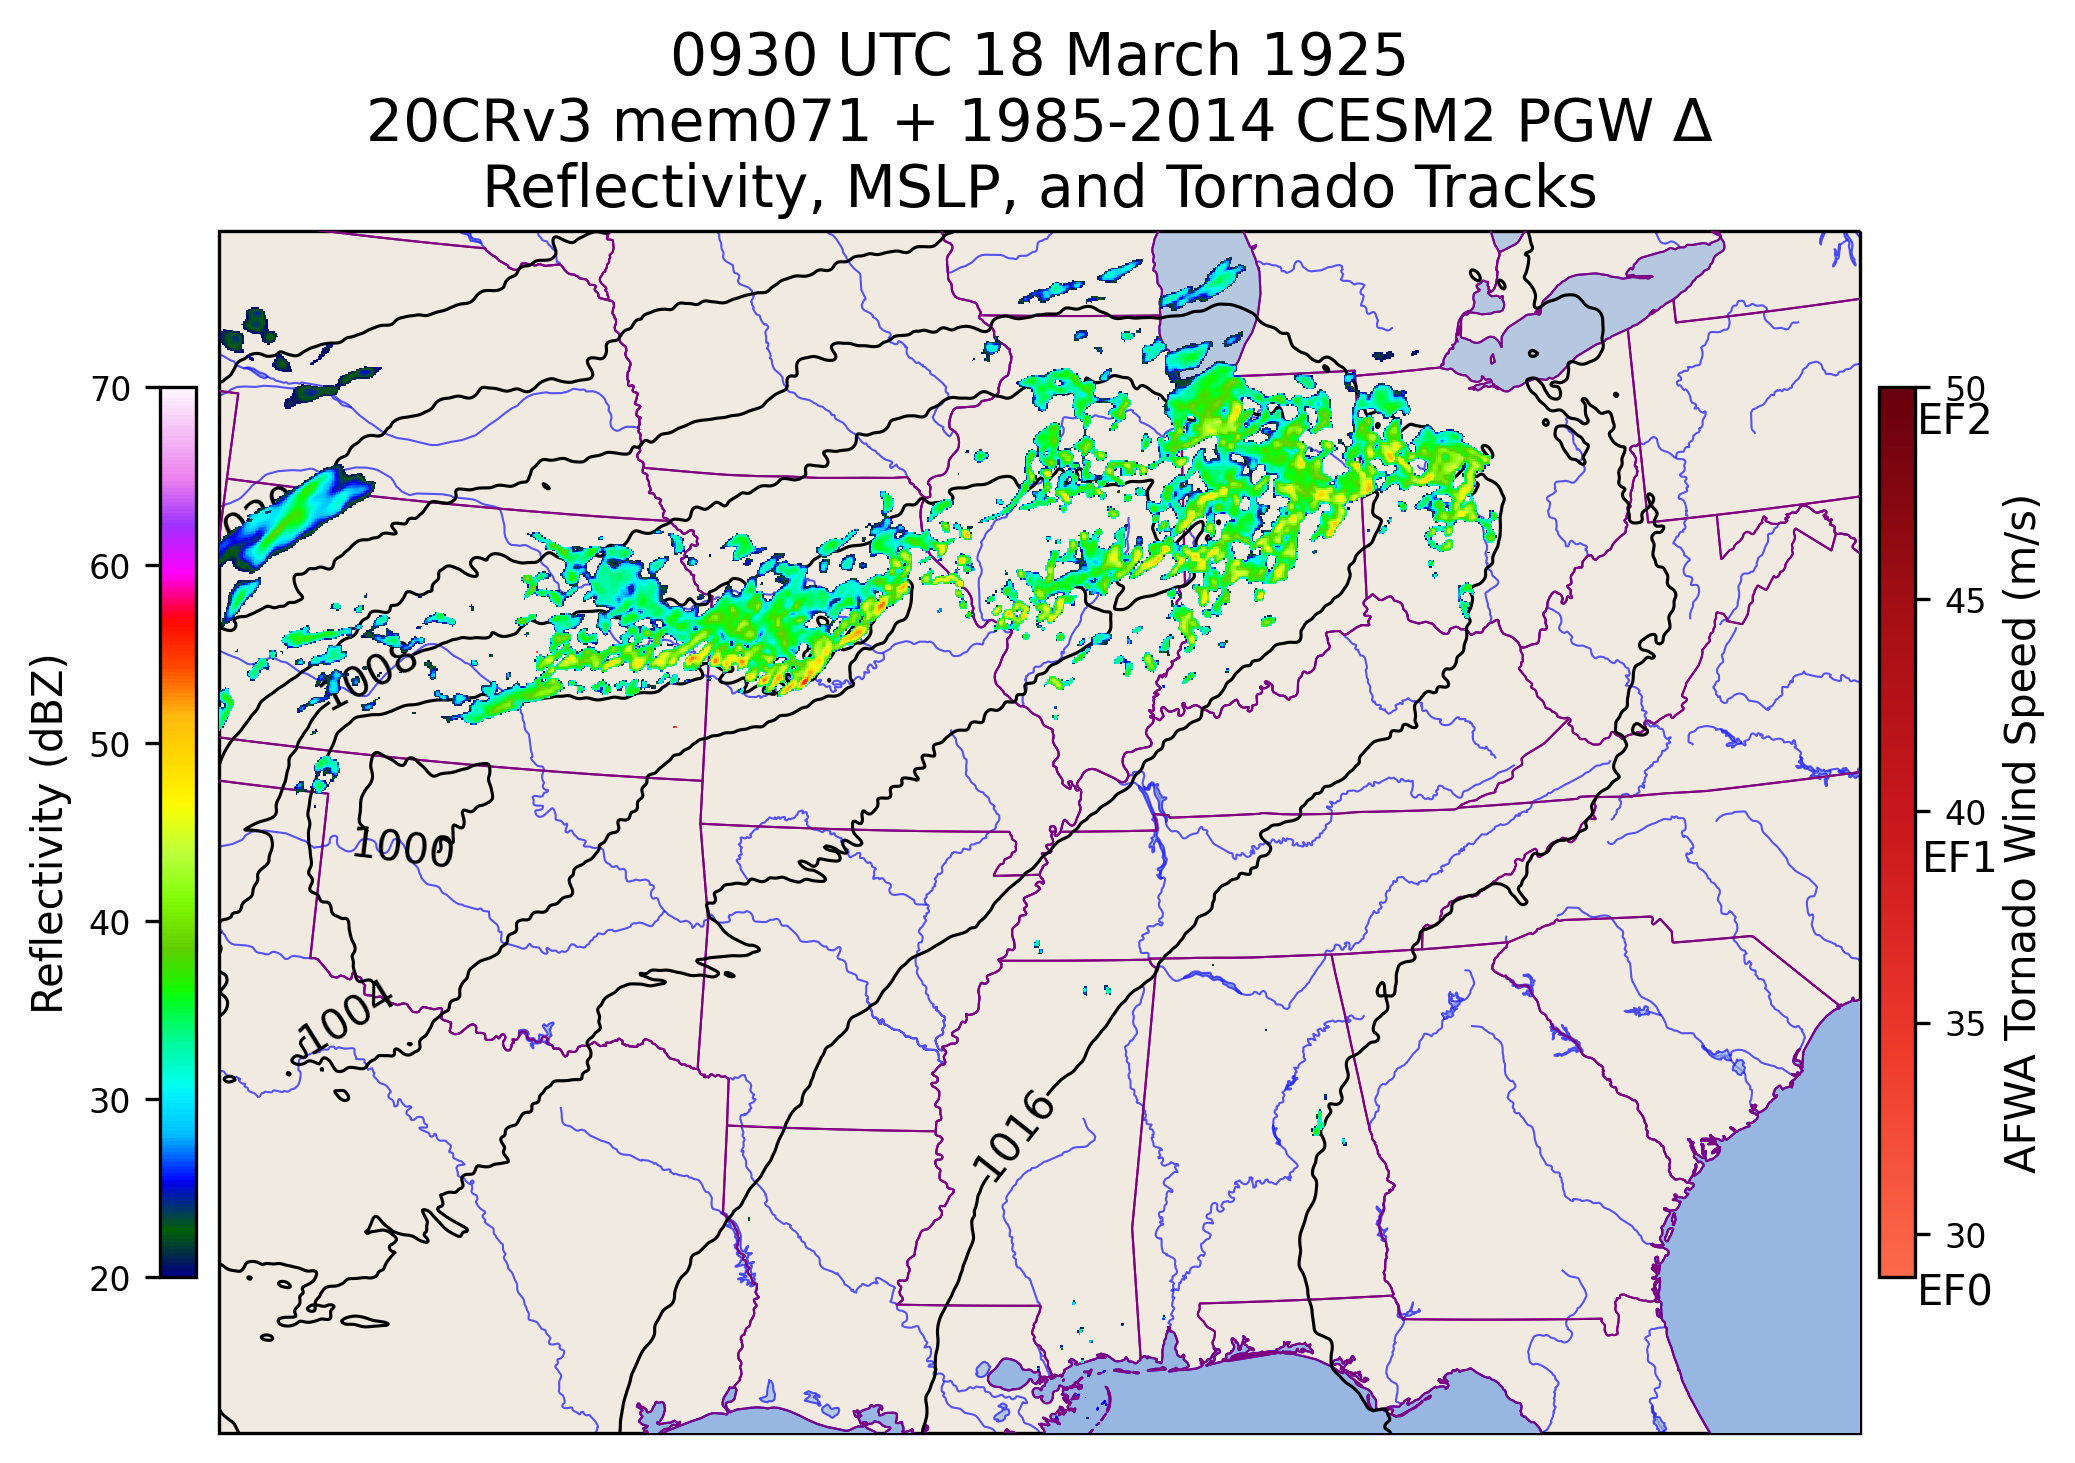 0930 UTC 18 March 1925
20CRv3 mem071 + 1985-2014 CESM2 PGW Δ
Reflectivity, MSLP, and Tornado Tracks
70
60
50
40
30
20
Reflectivity (dBZ)
1008
1000
1004
1016
50
EF2
45
40
EF1
35
30
EF0
AFWA Tornado Wind Speed (m/s)